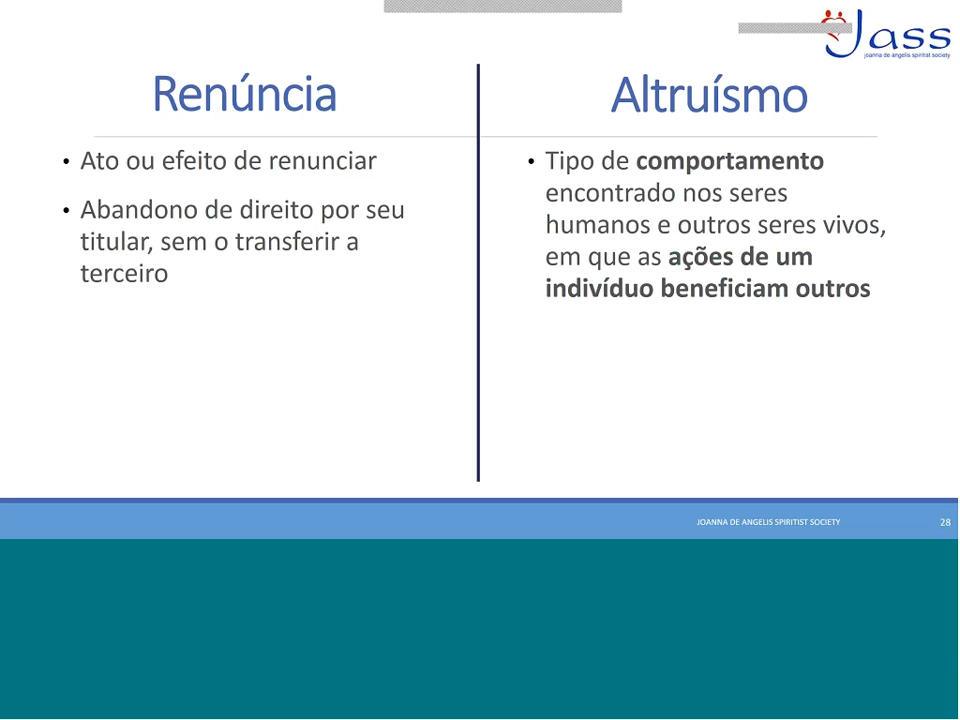 Jass
joanna de angelis spiritist society
Renúncia
• Ato ou efeito de renunciar
• Abandono de direito por seu
titular, sem o transferir a
terceiro
Altruísmo
• Tipo de comportamento
encontrado nos seres
humanos e outros seres vivos,
em que as ações de um
indivíduo beneficiam outros
JOANNA DE ANGELIS SPIRITIST SOCIETY
28